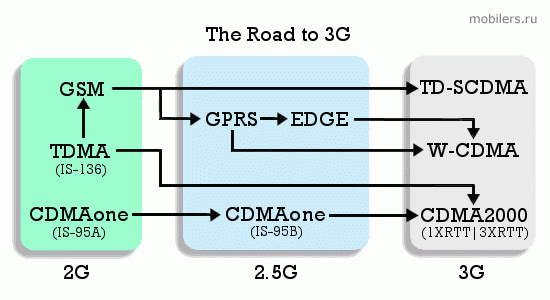 mobilers.ru
The Road to 3G
GSM
TD-SCDMA
GPRS
EDGE
TDMA
(IS-136)
W-CDMA
CDMAone
(IS-95A)
CDMAone
(IS-95B)
CDMA2000
(1XRTT|3XRTT)
2G
2.5G
3G